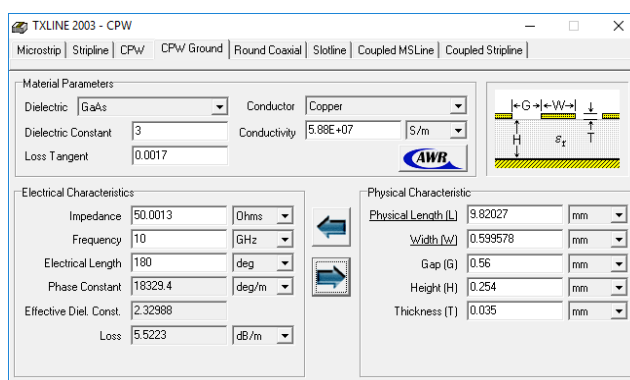 TXLINE 2003 - CPW
Microstrip Stripline CPW CPW Ground Round Coaxial Slotline Coupled MSLine Coupled Stripline
Material Parameters
Dielectric GaAs Conductor Copper
Dielectric Constant 3 Conductivity 5.88E+07 S/m
Loss Tangent 0.0017 AWR
G W
H εr T
Electrical Characteristics
Impedance 50.0013 Ohms
Frequency 10 GHz
Electrical Length 180 deg
Phase Constant 18329.4 deg/m
Effective Diel. Const. 2.32988
Loss 5.5223 dB/m
Physical Characteristic
Physical Length (L) 9.82027 mm
Width (W) 0.599578 mm
Gap (G) 0.56 mm
Height (H) 0.254 mm
Thickness (T) 0.035 mm